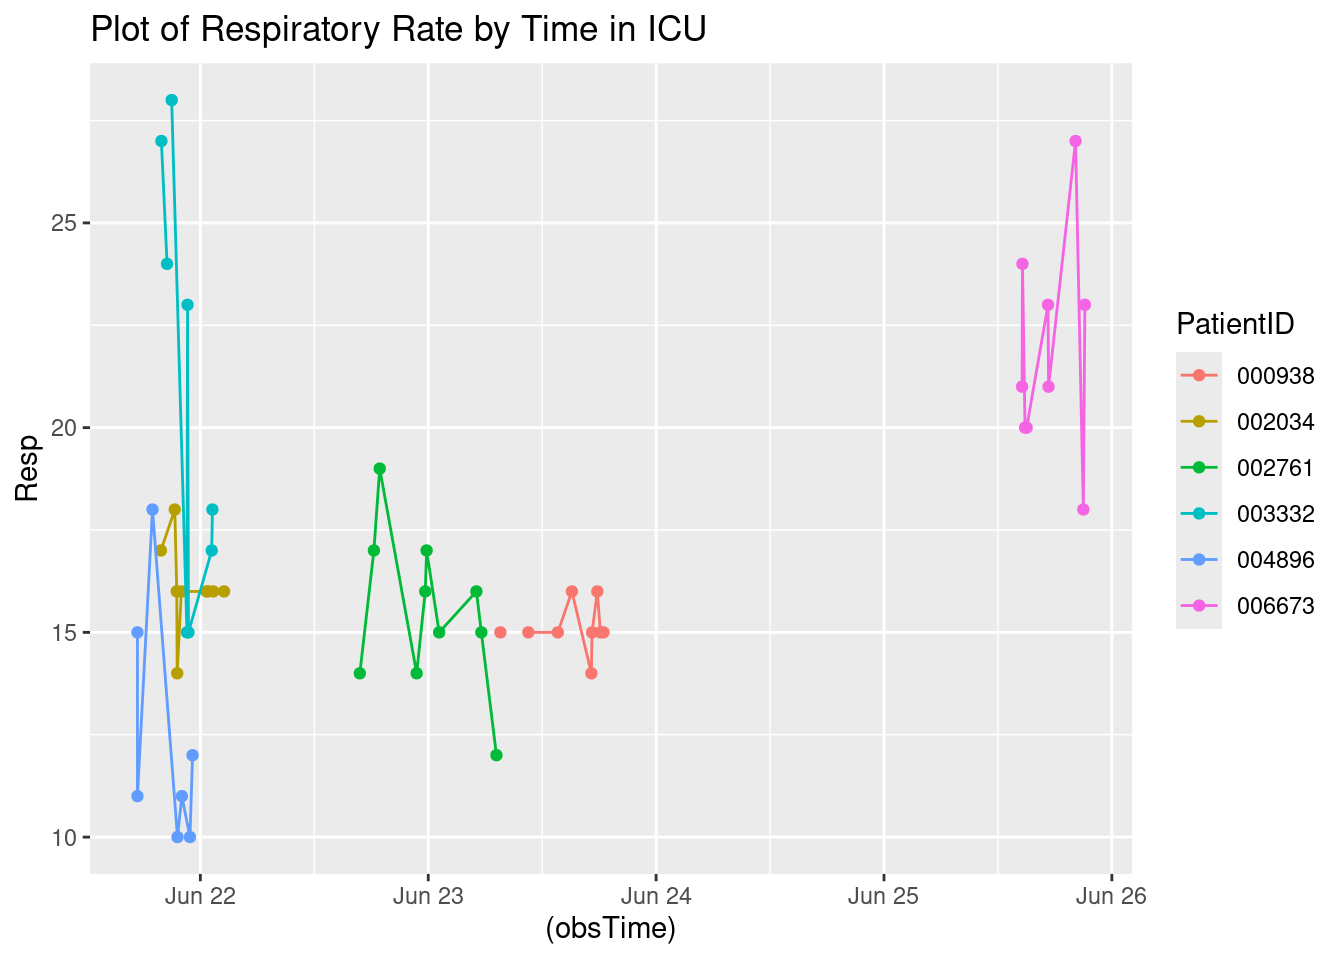 Plot of Respiratory Rate by Time in ICU
25
20
15
10
Resp
Jun 22 Jun 23 Jun 24 Jun 25 Jun 26
(obsTime)
PatientID
000938
002034
002761
003332
004896
006673